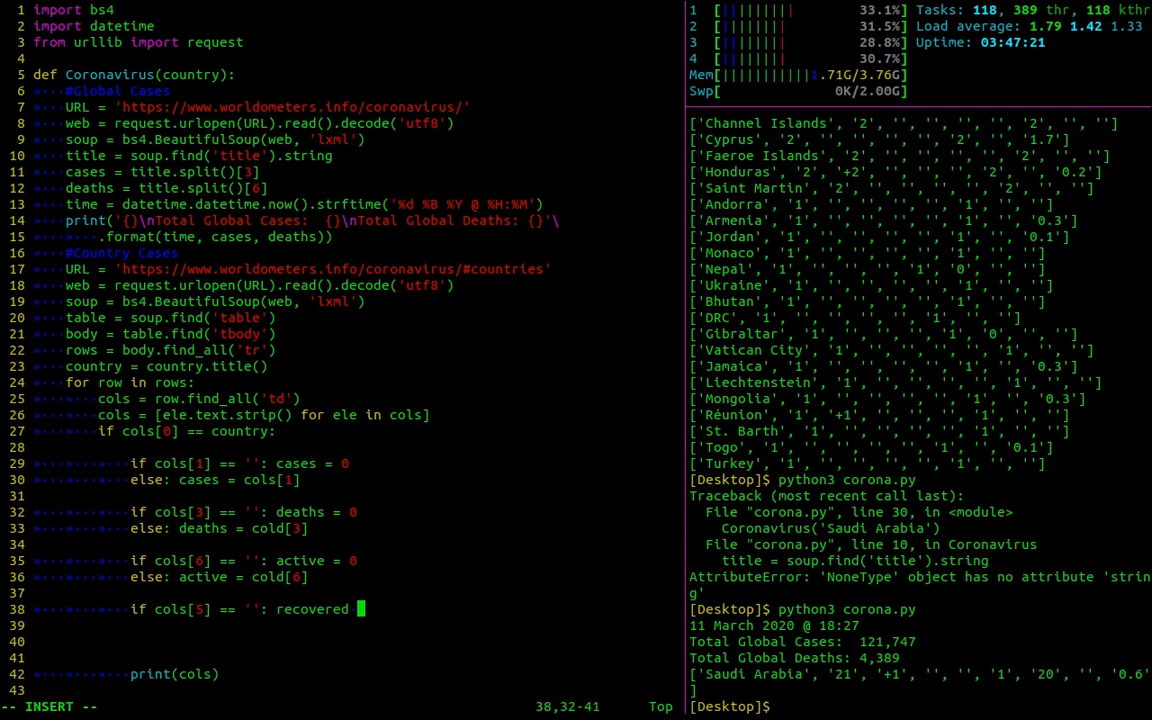 1 import bs4
2 import datetime
3 from urllib import request
4
5 def Coronavirus(country):
6 #Global Cases
7 URL = 'https://www.worldometers.info/coronavirus/'
8 web = request.urlopen(URL).read().decode('utf8')
9 soup = bs4.BeautifulSoup(web, 'lxml')
10 title = soup.find('title').string
11 cases = title.split()[3]
12 deaths = title.split()[6]
13 time = datetime.datetime.now().strftime('%d %B %Y @ %H:%M')
14 print('{}\nTotal Global Cases:  {}\nTotal Global Deaths: {}'\
15 .format(time, cases, deaths))
16 #Country Cases
17 URL = 'https://www.worldometers.info/coronavirus/#countries'
18 web = request.urlopen(URL).read().decode('utf8')
19 soup = bs4.BeautifulSoup(web, 'lxml')
20 table = soup.find('table')
21 body = table.find('tbody')
22 rows = body.find_all('tr')
23 country = country.title()
24 for row in rows:
25 cols = row.find_all('td')
26 cols = [ele.text.strip() for ele in cols]
27 if cols[0] == country:
28
29 if cols[1] == '': cases = 0
30 else: cases = cols[1]
31
32 if cols[3] == '': deaths = 0
33 else: deaths = cold[3]
34
35 if cols[6] == '': active = 0
36 else: active = cold[6]
37
38 if cols[5] == '': recovered
39
40
41
42 print(cols)
43
-- INSERT -- 38,32-41 Top
1 [||||||||| 33.1%] Tasks: 118, 389 thr, 118 kthr
2 [|||||||| 31.5%] Load average: 1.79 1.42 1.33
3 [|||||||| 28.8%] Uptime: 03:47:21
4 [|||||||| 30.7%]
Mem[|||||||||||1.71G/3.76G]
Swp[ 0K/2.00G]
['Channel Islands', '2', '', '', '', '', '2', '', '']
['Cyprus', '2', '', '', '', '', '2', '', '1.7']
['Faeroe Islands', '2', '', '', '', '', '2', '', '']
['Honduras', '2', '+2', '', '', '', '2', '', '0.2']
['Saint Martin', '2', '', '', '', '', '2', '', '']
['Andorra', '1', '', '', '', '', '1', '', '']
['Armenia', '1', '', '', '', '', '1', '', '0.3']
['Jordan', '1', '', '', '', '', '1', '', '0.1']
['Monaco', '1', '', '', '', '', '1', '', '']
['Nepal', '1', '', '', '', '1', '0', '', '']
['Ukraine', '1', '', '', '', '', '1', '', '']
['Bhutan', '1', '', '', '', '', '1', '', '']
['DRC', '1', '', '', '', '', '1', '', '']
['Gibraltar', '1', '', '', '', '1', '0', '', '']
['Vatican City', '1', '', '', '', '', '1', '', '']
['Jamaica', '1', '', '', '', '', '1', '', '0.3']
['Liechtenstein', '1', '', '', '', '', '1', '', '']
['Mongolia', '1', '', '', '', '', '1', '', '0.3']
['Réunion', '1', '+1', '', '', '', '1', '', '']
['St. Barth', '1', '', '', '', '', '1', '', '']
['Togo', '1', '', '', '', '', '1', '', '0.1']
['Turkey', '1', '', '', '', '', '1', '', '']
[Desktop]$ python3 corona.py
Traceback (most recent call last):
File "corona.py", line 30, in <module>
Coronavirus('Saudi Arabia')
File "corona.py", line 10, in Coronavirus
title = soup.find('title').string
AttributeError: 'NoneType' object has no attribute 'strin
g'
[Desktop]$ python3 corona.py
11 March 2020 @ 18:27
Total Global Cases:  121,747
Total Global Deaths: 4,389
['Saudi Arabia', '21', '+1', '', '', '1', '20', '', '0.6'
]
[Desktop]$